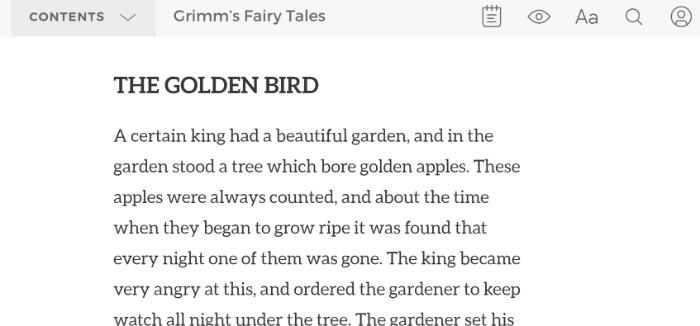 CONTENTS
Grimm's Fairy Tales
Aa
THE GOLDEN BIRD
A certain king had a beautiful garden, and in the
garden stood a tree which bore golden apples. These
apples were always counted, and about the time
when they began to grow ripe it was found that
every night one of them was gone. The king became
very angry at this, and ordered the gardener to keep
watch all night under the tree. The gardener set his